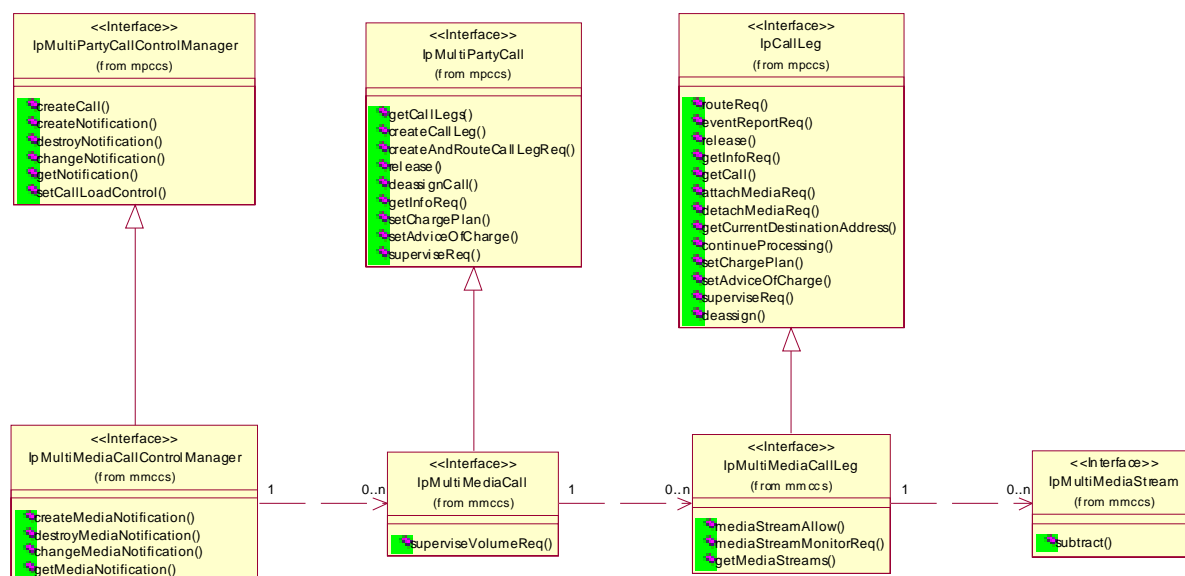 <<Interface>>
IpMultiPartyCallControlManager
(from mpccs)
createCall()
createNotification()
destroyNotification()
changeNotification()
getNotification()
setCallLoadControl()
<<Interface>>
IpMultiPartyCall
(from mpccs)
getCallLegs()
createCallLeg()
createAndRouteCallLegReq()
release()
deassignCall()
getInfoReq()
setChargePlan()
setAdviceOfCharge()
superviseReq()
<<Interface>>
IpCallLeg
(from mpccs)
routeReq()
eventReportReq()
release()
getInfoReq()
getCall()
attachMediaReq()
detachMediaReq()
getCurrentDestinationAddress()
continueProcessing()
setChargePlan()
setAdviceOfCharge()
superviseReq()
deassign()
<<Interface>>
IpMultiMediaCallControlManager
(from mmccs)
createMediaNotification()
destroyMediaNotification()
changeMediaNotification()
getMediaNotification()
1
0..n
<<Interface>>
IpMultiMediaCall
(from mmccs)
superviseVolumeReq()
1
0..n
<<Interface>>
IpMultiMediaCallLeg
(from mmccs)
mediaStreamAllow()
mediaStreamMonitorReq()
getMediaStreams()
1
0..n
<<Interface>>
IpMultiMediaStream
(from mmccs)
subtract()